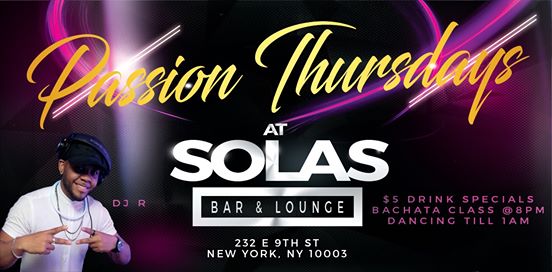 Passion Thursdays
AT
SOLAS
BAR & LOUNGE
DJ R
$5 DRINK SPECIALS
BACHATA CLASS @8PM
DANCING TILL 1AM
232 E 9TH ST
NEW YORK, NY 10003